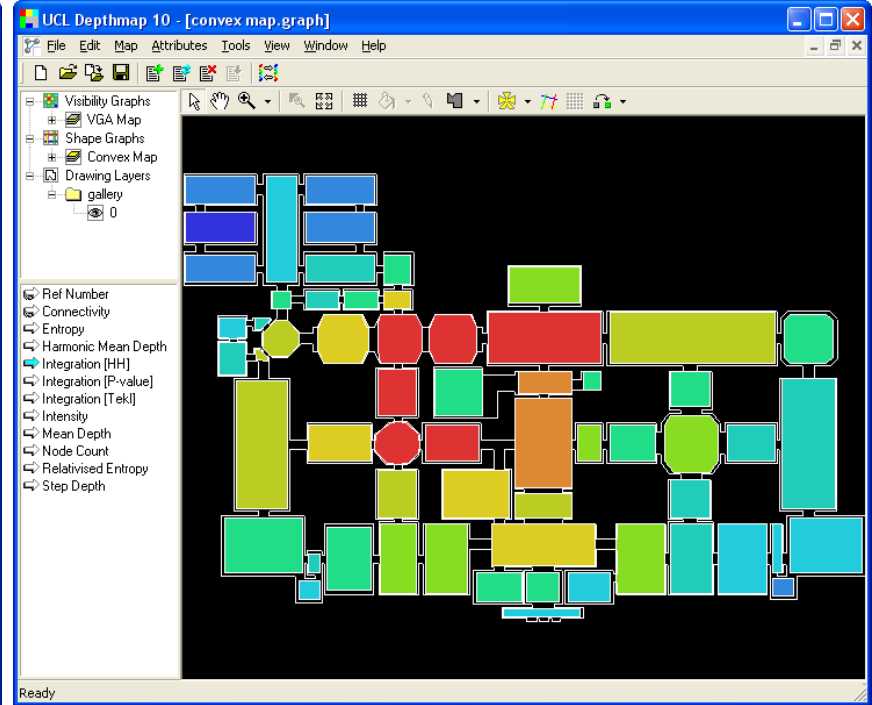 UCL Depthmap 10 - [convex map.graph]
File Edit Map Attributes Tools View Window Help
Visibility Graphs
VGA Map
Shape Graphs
Convex Map
Drawing Layers
gallery
0
Ref Number
Connectivity
Entropy
Harmonic Mean Depth
Integration [HH]
Integration [P-value]
Integration [Tekl]
Intensity
Mean Depth
Node Count
Relativised Entropy
Step Depth
Ready